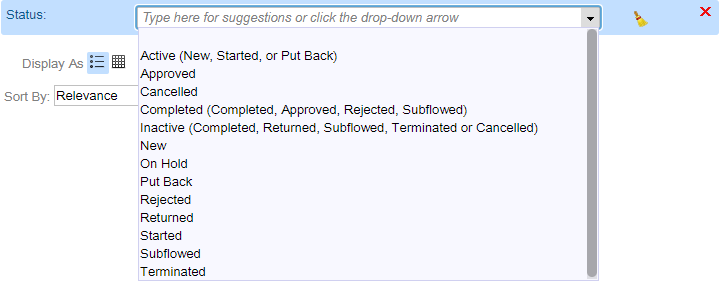 Status: Type here for suggestions or click the drop-down arrow
Active (New, Started, or Put Back)
Display As
Approved
Cancelled
Sort By: Relevance
Completed (Completed, Approved, Rejected, Subflowed)
Inactive (Completed, Returned, Subflowed, Terminated or Cancelled)
New
On Hold
Put Back
Rejected
Returned
Started
Subflowed
Terminated